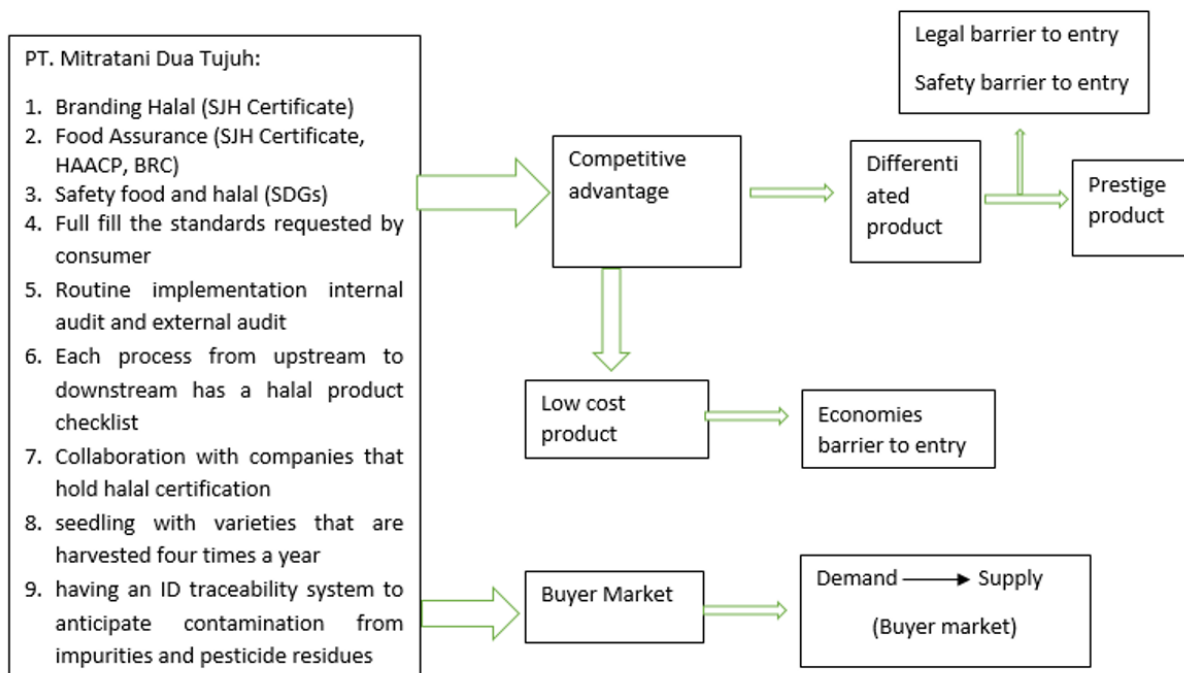 PT. Mitratani Dua Tujuh:
1. Branding Halal (SJH Certificate)
2. Food Assurance (SJH Certificate,
HAACP, BRC)
3. Safety food and halal (SDGs)
4. Full fill the standards requested by
consumer
5. Routine implementation internal
audit and external audit
6. Each process from upstream to
downstream has a halal product
checklist
7. Collaboration with companies that
hold halal certification
8. seedling with varieties that are
harvested four times a year
9. having an ID traceability system to
anticipate contamination from
impurities and pesticide residues
Competitive
advantage
Differenti
ated
product
Legal barrier to entry
Safety barrier to entry
Prestige
product
Low cost
product
Economies
barrier to entry
Buyer Market
Demand Supply
(Buyer market)